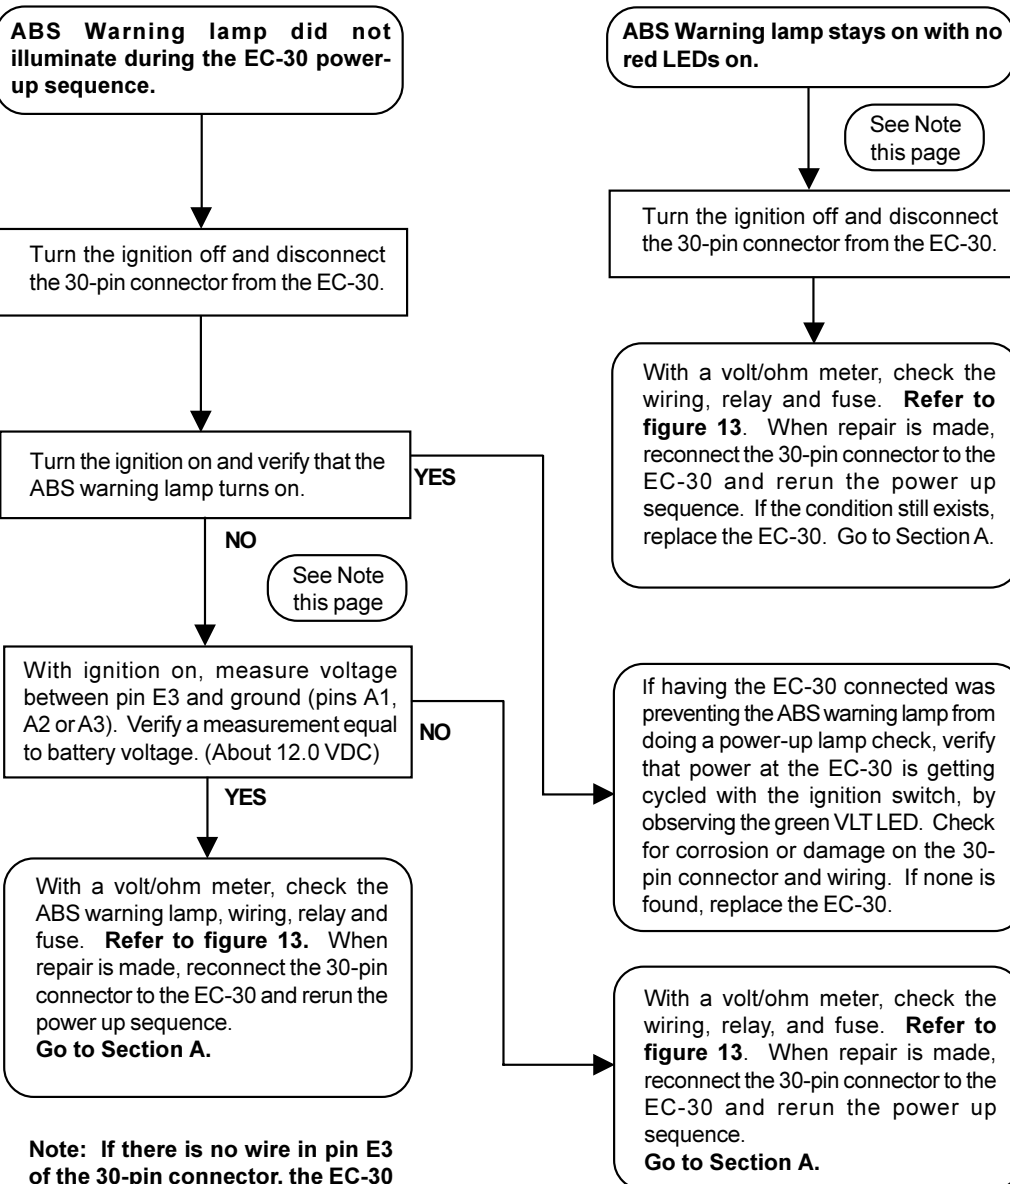 ABS Warning lamp did not
illuminate during the EC-30 power-
up sequence.
Turn the ignition off and disconnect
the 30-pin connector from the EC-30.
Turn the ignition on and verify that the
ABS warning lamp turns on.
YES
NO
See Note
this page
With ignition on, measure voltage
between pin E3 and ground (pins A1,
A2 or A3). Verify a measurement equal
to battery voltage. (About 12.0 VDC)
NO
YES
With a volt/ohm meter, check the
ABS warning lamp, wiring, relay and
fuse. Refer to figure 13. When
repair is made, reconnect the 30-pin
connector to the EC-30 and rerun the
power up sequence.
Go to Section A.
Note: If there is no wire in pin E3
of the 30-pin connector, the EC-30
ABS Warning lamp stays on with no
red LEDs on.
See Note
this page
Turn the ignition off and disconnect
the 30-pin connector from the EC-30.
With a volt/ohm meter, check the
wiring, relay and fuse. Refer to
figure 13. When repair is made,
reconnect the 30-pin connector to the
EC-30 and rerun the power up
sequence. If the condition still exists,
replace the EC-30. Go to Section A.
If having the EC-30 connected was
preventing the ABS warning lamp from
doing a power-up lamp check, verify
that power at the EC-30 is getting
cycled with the ignition switch, by
observing the green VLT LED. Check
for corrosion or damage on the 30-
pin connector and wiring. If none is
found, replace the EC-30.
With a volt/ohm meter, check the
wiring, relay, and fuse. Refer to
figure 13. When repair is made,
reconnect the 30-pin connector to the
EC-30 and rerun the power up
sequence.
Go to Section A.